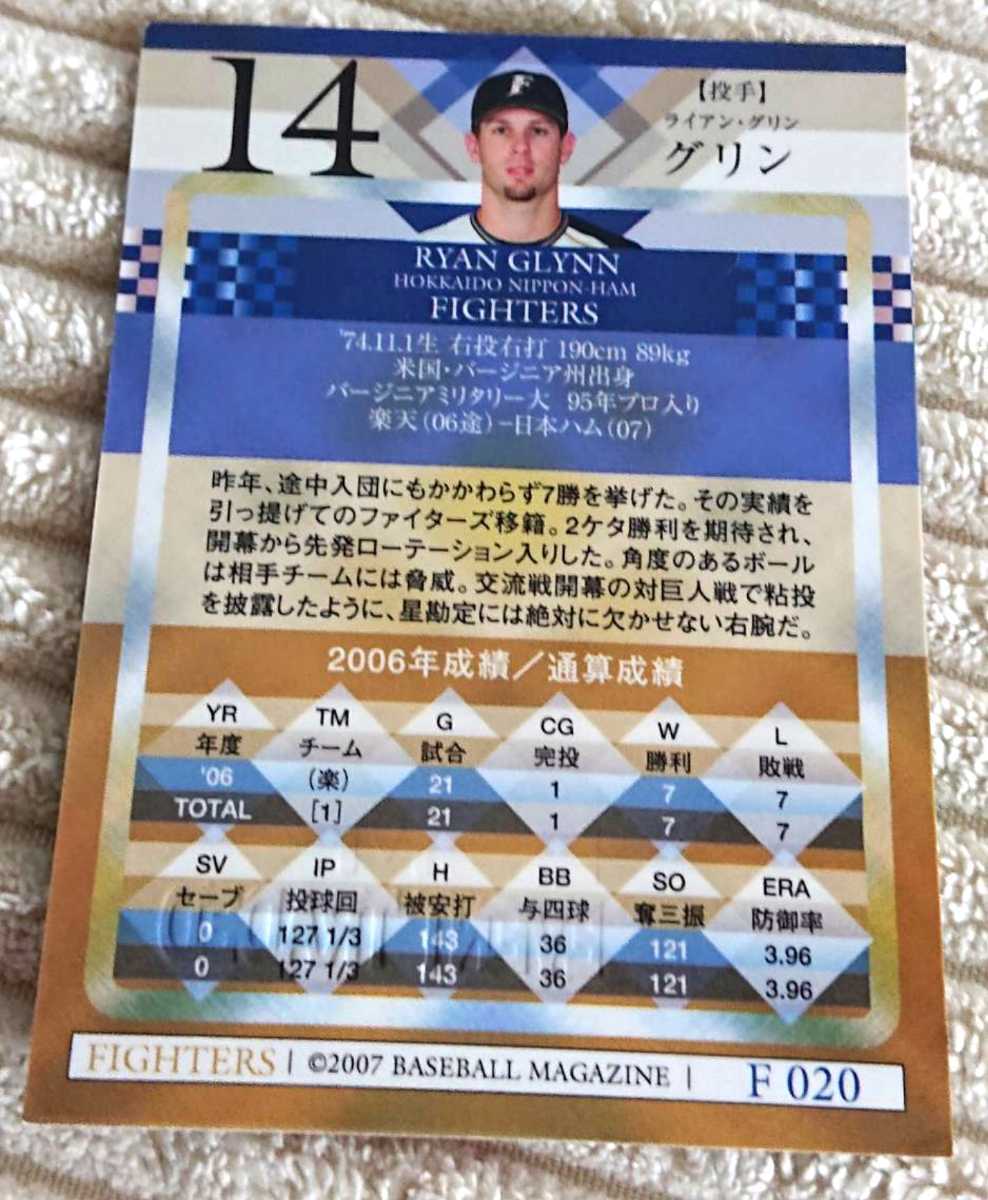 14
【投手】
ライアン・グリン
グリン
F
RYAN GLYNN
HOKKAIDO NIPPON-HAM
FIGHTERS
'74.11.1生 右投右打 190cm 89kg
米国・バージニア州出身
バージニアミリタリー大 95年プロ入り
楽天(06途)-日本ハム(07)
昨年、途中入団にもかかわらず7勝を挙げた。その実績を
引っ提げてのファイターズ移籍。2ケタ勝利を期待され、
開幕から先発ローテーション入りした。角度のあるボール
は相手チームには脅威。交流戦開幕の対巨人戦で粘投
を披露したように、星勘定には絶対に欠かせない右腕だ。
2006年成績/通算成績
YR TM G CG W L
年度 チーム 試合 完投 勝利 敗戦
'06 (楽) 21 1 7 7
TOTAL [1] 21 1 7 7
SV IP H BB SO ERA
セーブ 投球回 被安打 与四球 奪三振 防御率
0 127 1/3 143 36 121 3.96
0 127 1/3 143 36 121 3.96
FIGHTERS | ©2007 BASEBALL MAGAZINE | F 020